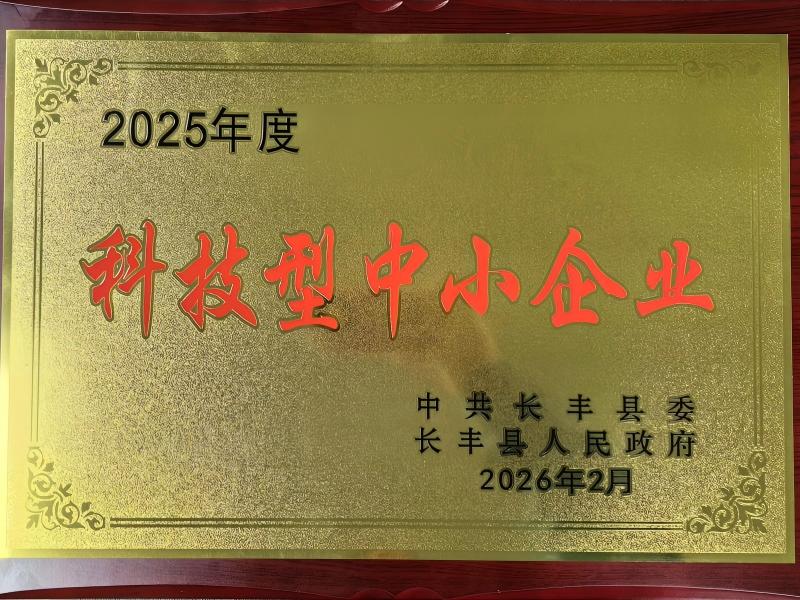 2025年度
科技型中小企业
中共长丰县委
长丰县人民政府
2026年2月